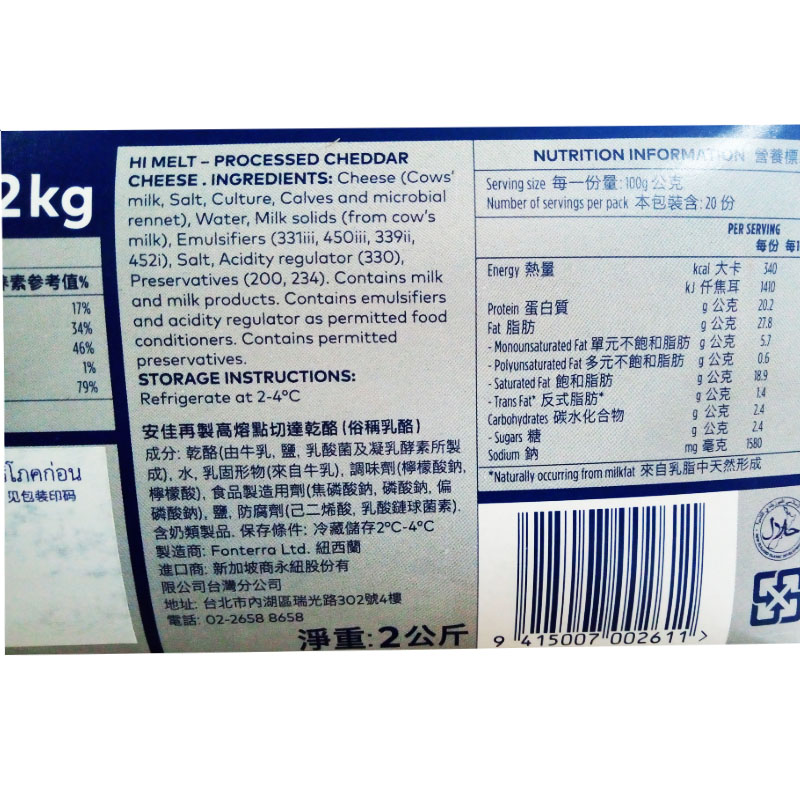 2kg
素參考值%
17%
34%
46%
1%
79%
โภคก่อน
见包装印码
HI MELT – PROCESSED CHEDDAR
CHEESE. INGREDIENTS: Cheese (Cows'
milk, Salt, Culture, Calves and microbial
rennet), Water, Milk solids (from cow's
milk), Emulsifiers (331iii, 450iii, 339ii,
452i), Salt, Acidity regulator (330),
Preservatives (200, 234). Contains milk
and milk products. Contains emulsifiers
and acidity regulator as permitted food
conditioners. Contains permitted
preservatives.
STORAGE INSTRUCTIONS:
Refrigerate at 2-4°C
安佳再製高熔點切達乾酪 (俗稱乳酪)
成分: 乾酪(由牛乳, 鹽, 乳酸菌及凝乳酵素所製
成), 水, 乳固形物(來自牛乳), 調味劑(檸檬酸鈉,
檸檬酸), 食品製造用劑(焦磷酸鈉, 磷酸鈉, 偏
磷酸鈉), 鹽, 防腐劑(己二烯酸, 乳酸鏈球菌素).
含奶類製品. 保存條件: 冷藏儲存2°C-4°C
製造商: Fonterra Ltd. 紐西蘭
進口商: 新加坡商永紐股份有
限公司台灣分公司
地址: 台北市內湖區瑞光路302號4樓
電話: 02-2658 8658
淨重:2公斤
NUTRITION INFORMATION 營養標
Serving size 每一份量:100g 公克
Number of servings per pack 本包裝含:20 份
PER SERVING
每份 每1
Energy 熱量 kcal 大卡 340
kJ 仟焦耳 1410
Protein 蛋白質 g 公克 20.2
Fat 脂肪 g 公克 27.8
- Monounsaturated Fat 單元不飽和脂肪 g 公克 5.7
- Polyunsaturated Fat 多元不飽和脂肪 g 公克 0.6
- Saturated Fat 飽和脂肪 g 公克 18.9
- Trans Fat* 反式脂肪* g 公克 1.4
Carbohydrates 碳水化合物 g 公克 2.4
- Sugars 糖 g 公克 2.4
Sodium 鈉 mg 毫克 1580
*Naturally occurring from milkfat 來自乳脂中天然形成
9 415007 002611 >
حلال